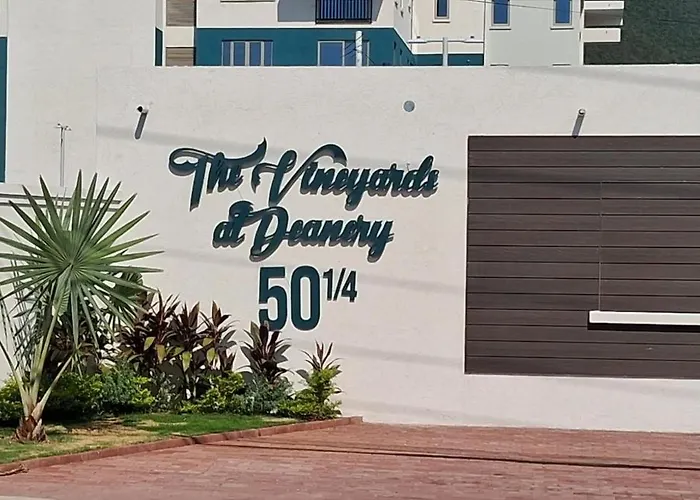 The Vineyards
at Deanery
50 1/4